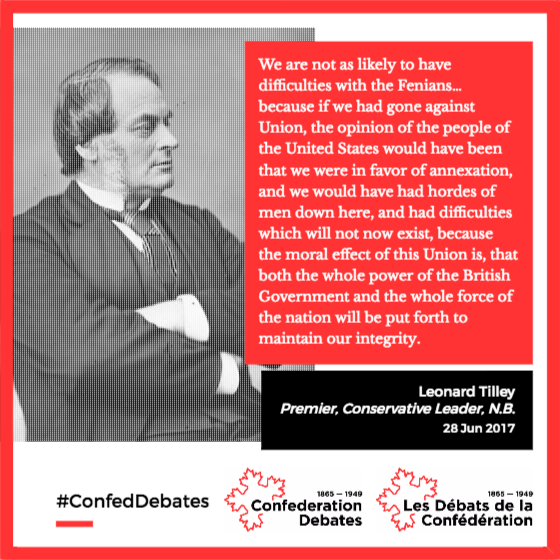 We are not as likely to have
difficulties with the Fenians...
because if we had gone against
Union, the opinion of the people of
the United States would have been
that we were in favor of annexation,
and we would have had hordes of
men down here, and had difficulties
which will not now exist, because
the moral effect of this Union is, that
both the whole power of the British
Government and the whole force of
the nation will be put forth to
maintain our integrity.
Leonard Tilley
Premier, Conservative Leader, N.B.
28 Jun 2017
#ConfedDebates
1865 — 1949
Confederation
Debates
1865 — 1949
Les Débats de la
Confédération